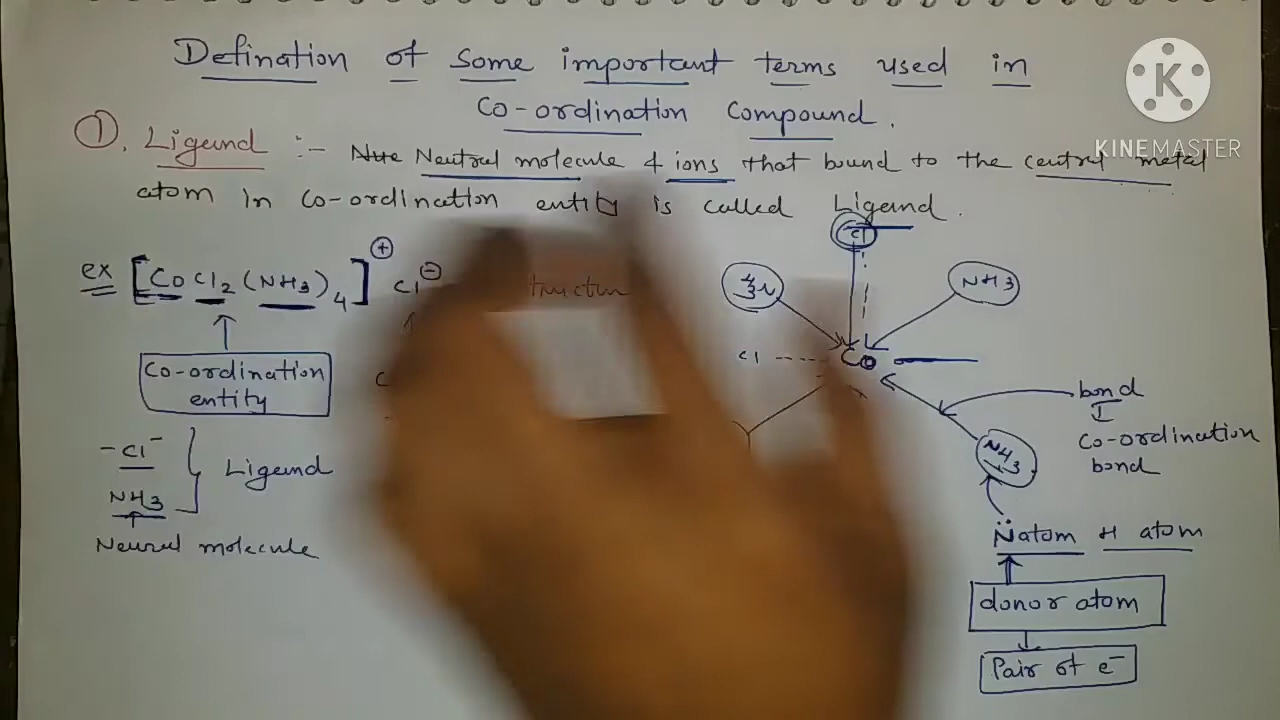 Defination of some important terms used in
Co-ordination Compound.
①. Ligand :- Neutral molecule & ions that bound to the central metal
atom in Co-ordination entity is called Ligand.
ex [CoCl₂(NH₃)₄]⊕ Cl⊖
Co-ordination
entity
-Cl⁻
NH₃
} Ligand
Neural molecule
Cl
NH₃
Cl
Co
bond
Co-ordination
bond
NH₃
N̈ atom H atom
donor atom
Pair of e⁻
K
KINEMASTER